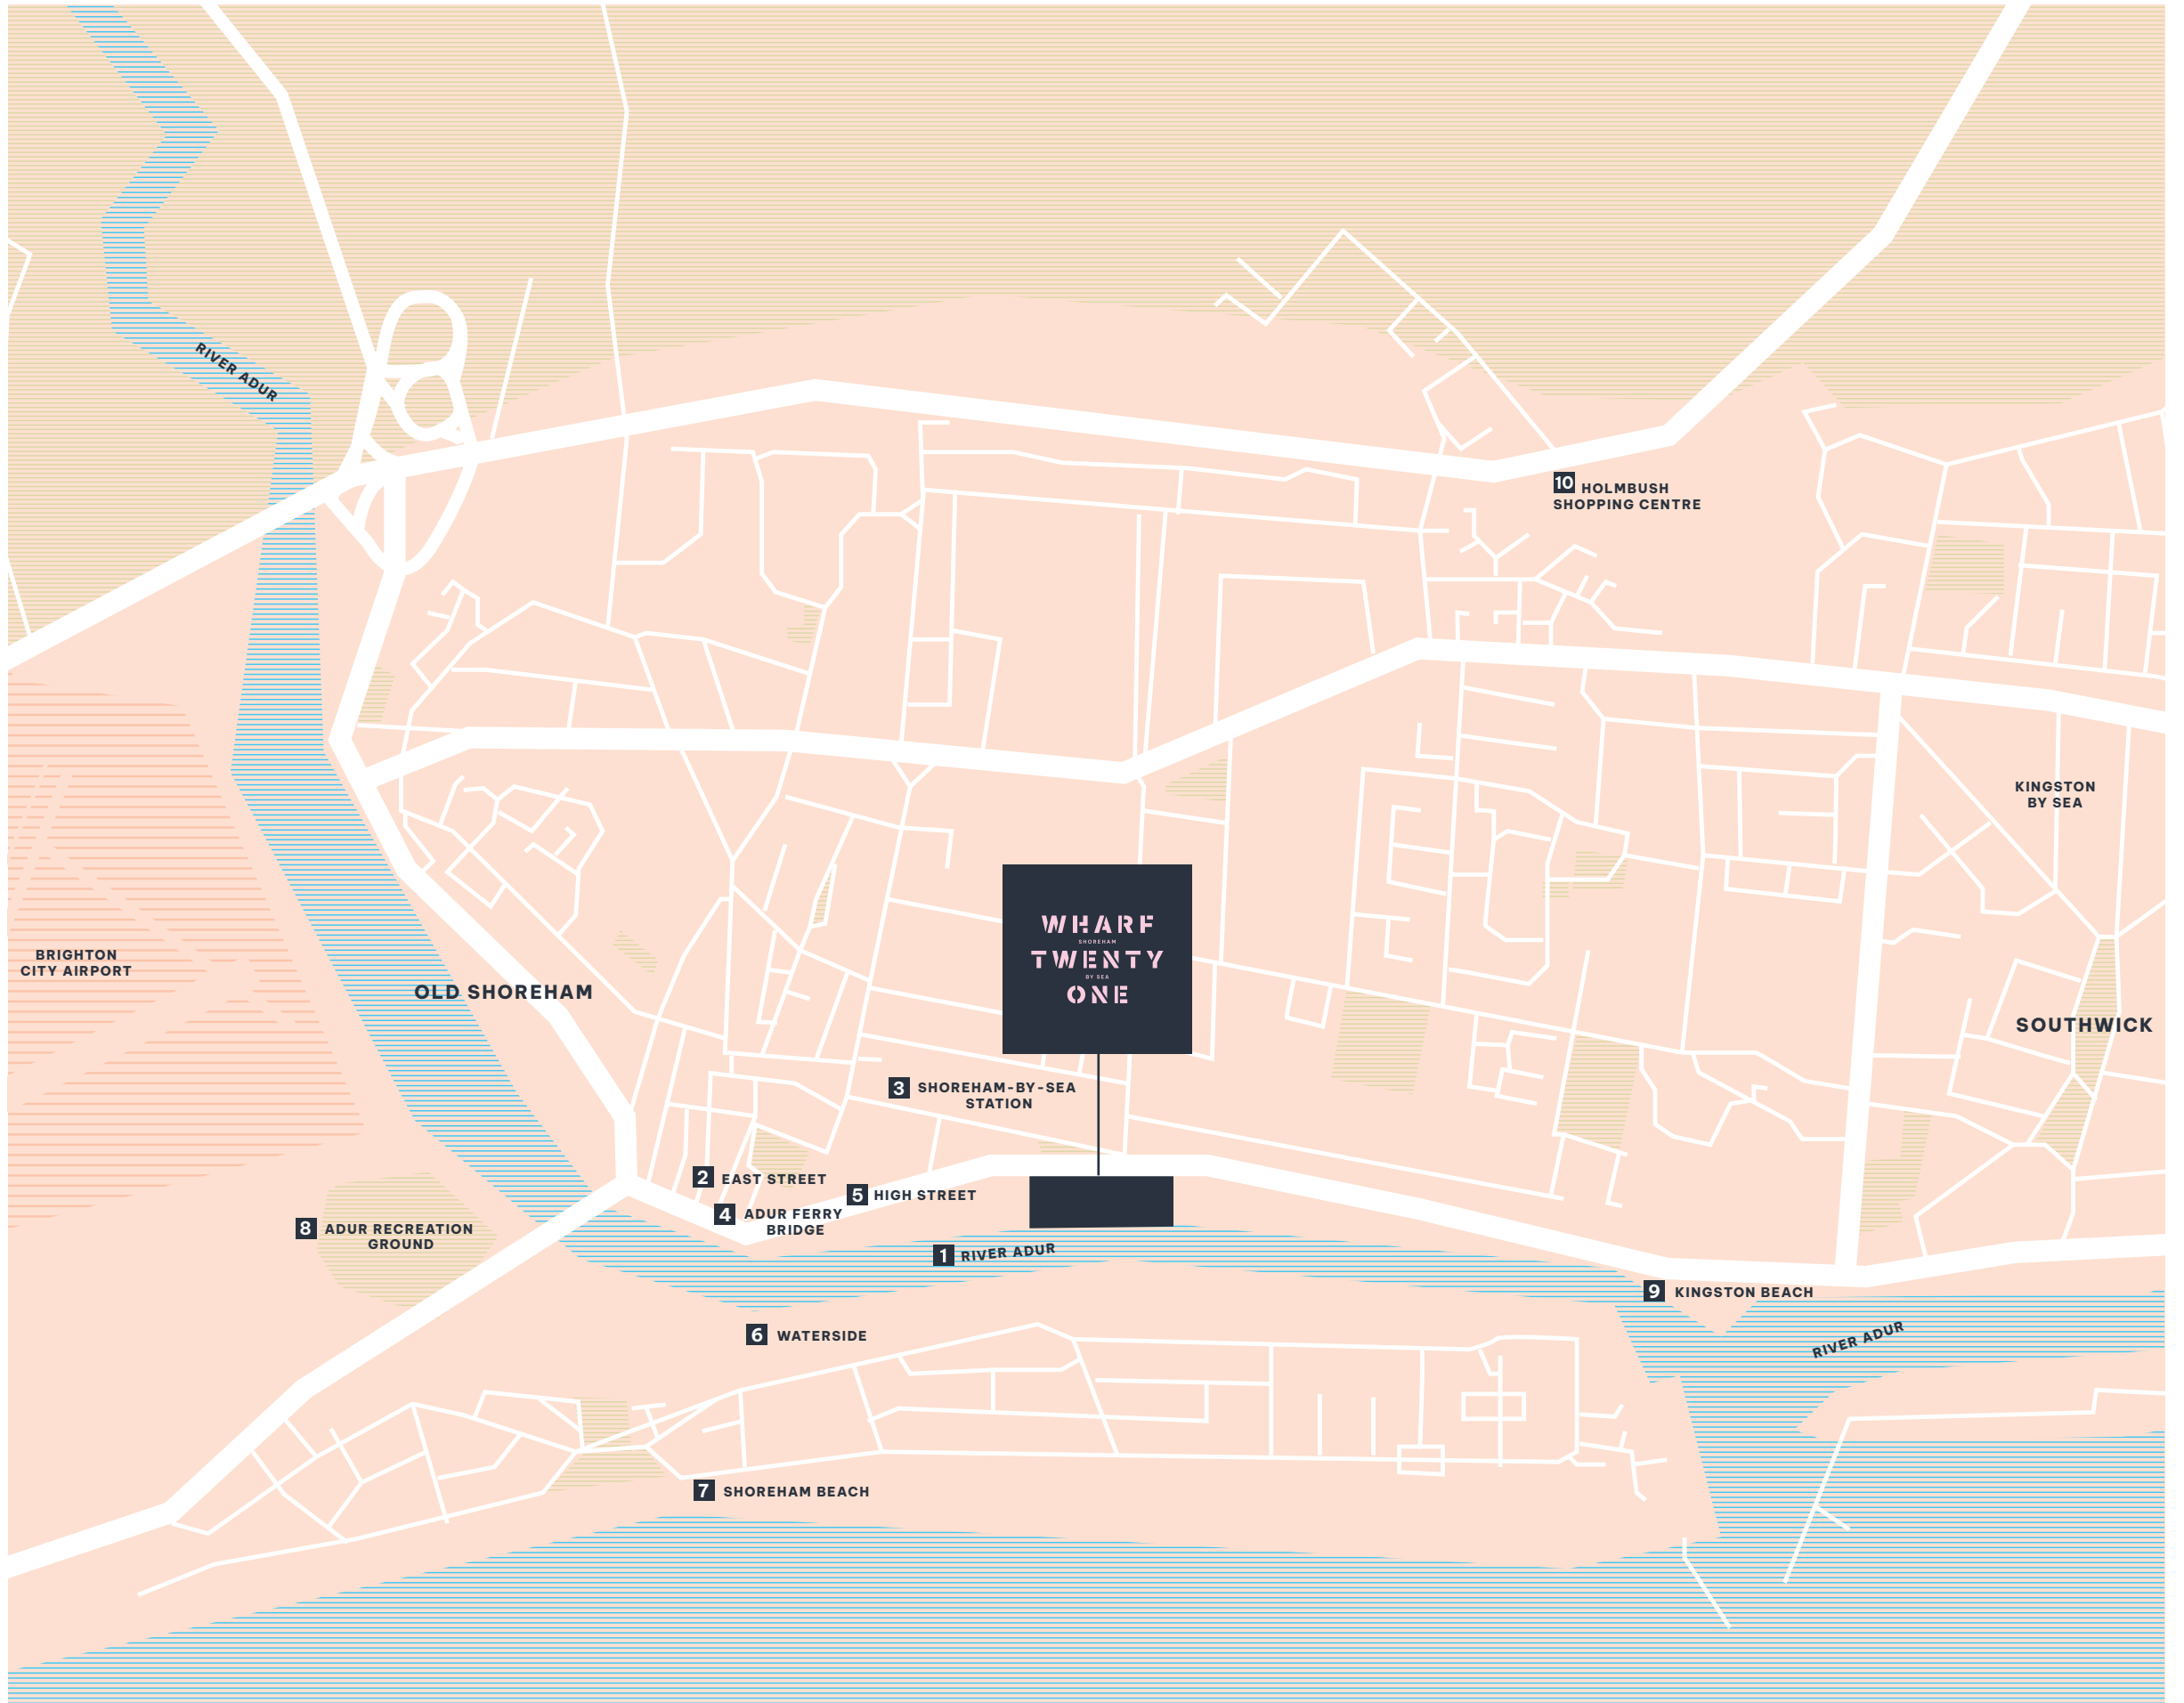 RIVER ADUR
10 HOLMBUSH
SHOPPING CENTRE
KINGSTON
BY SEA
BRIGHTON
CITY AIRPORT
OLD SHOREHAM
WHARF
SHOREHAM
TWENTY
BY SEA
ONE
SOUTHWICK
3 SHOREHAM-BY-SEA
STATION
2 EAST STREET
5 HIGH STREET
4 ADUR FERRY
BRIDGE
8 ADUR RECREATION
GROUND
1 RIVER ADUR
9 KINGSTON BEACH
RIVER ADUR
6 WATERSIDE
7 SHOREHAM BEACH